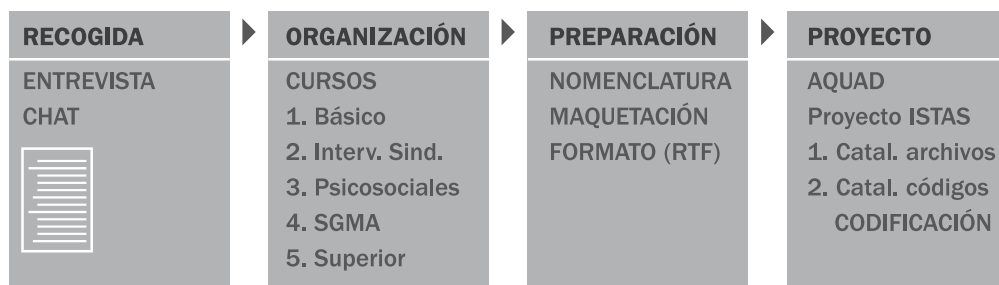 RECOGIDA
ENTREVISTA
CHAT
ORGANIZACIÓN
CURSOS
1. Básico
2. Interv. Sind.
3. Psicosociales
4. SGMA
5. Superior
PREPARACIÓN
NOMENCLATURA
MAQUETACIÓN
FORMATO (RTF)
PROYECTO
AQUAD
Proyecto ISTAS
1. Catal. archivos
2. Catal. códigos
CODIFICACIÓN